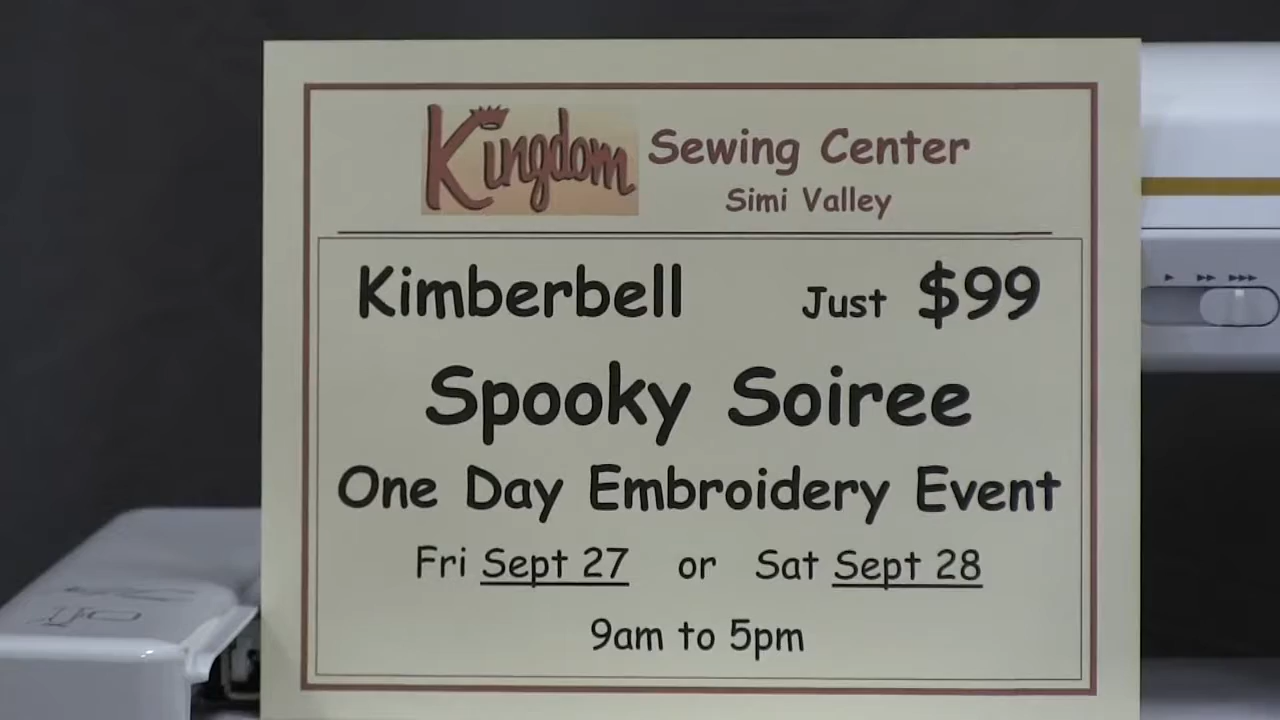 Kingdom Sewing Center
Simi Valley
Kimberbell Just $99
Spooky Soiree
One Day Embroidery Event
Fri Sept 27 or Sat Sept 28
9am to 5pm